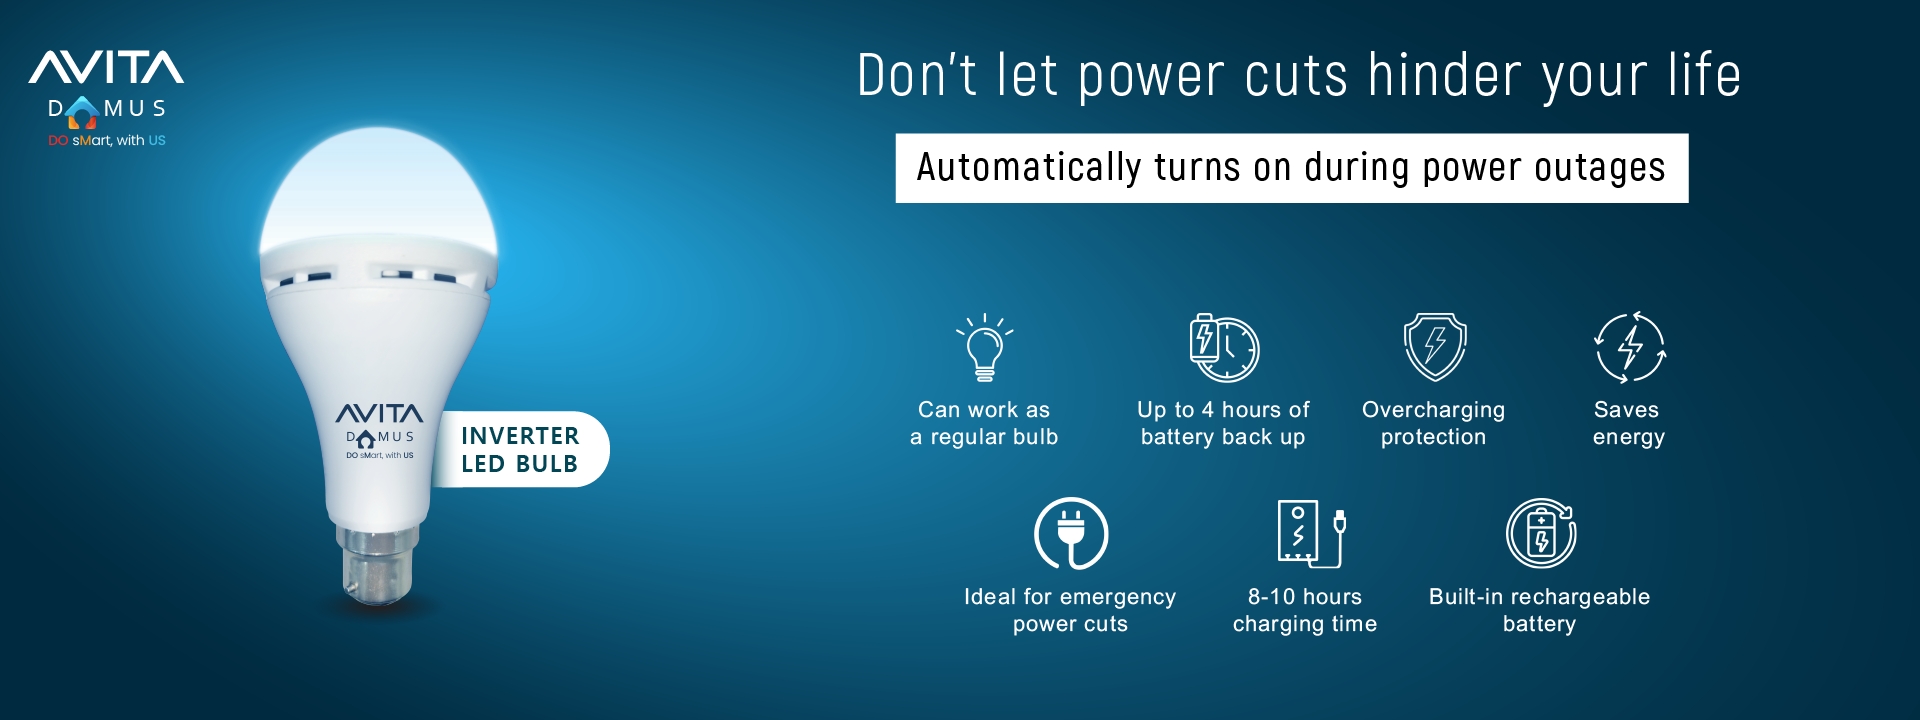 AVITA
DOMUS
DO sMart, with US
Don't let power cuts hinder your life
Automatically turns on during power outages
AVITA
DOMUS
DO sMart, with US
INVERTER
LED BULB
Can work as
a regular bulb
Up to 4 hours of
battery back up
Overcharging
protection
Saves
energy
Ideal for emergency
power cuts
8-10 hours
charging time
Built-in rechargeable
battery